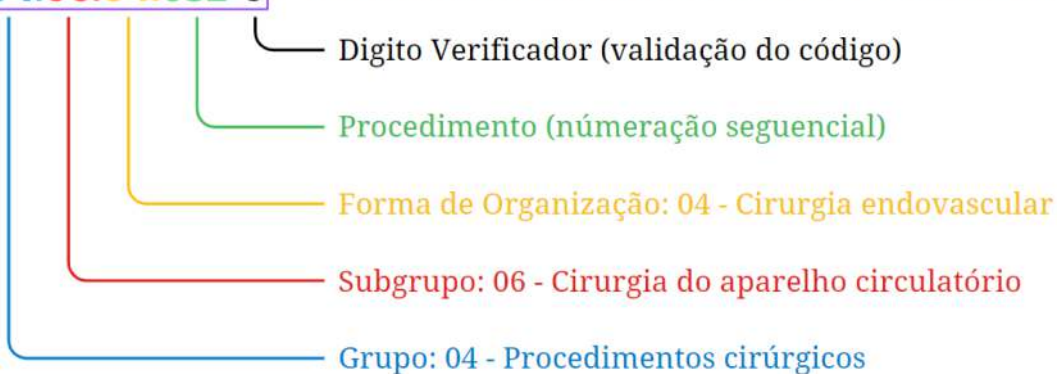 Digito Verificador (validação do código)
Procedimento (númeração seguencial)
Forma de Organização: 04 - Cirurgia endovascular
Subgrupo: 06 - Cirurgia do aparelho circulatório
Grupo: 04 - Procedimentos cirúrgicos